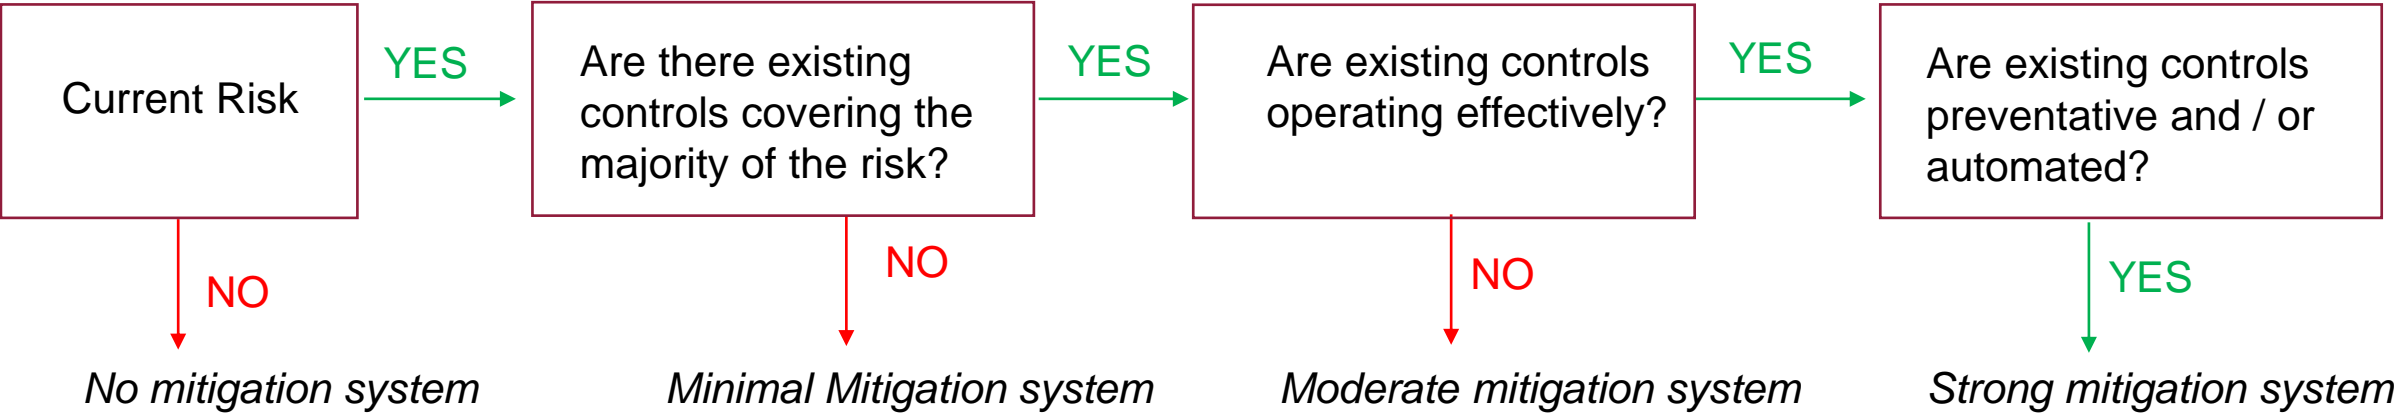 Current Risk
YES
Are there existing
controls covering the
majority of the risk?
YES
Are existing controls
operating effectively?
YES
Are existing controls
preventative and / or
automated?
NO
NO
NO
YES
No mitigation system
Minimal Mitigation system
Moderate mitigation system
Strong mitigation system